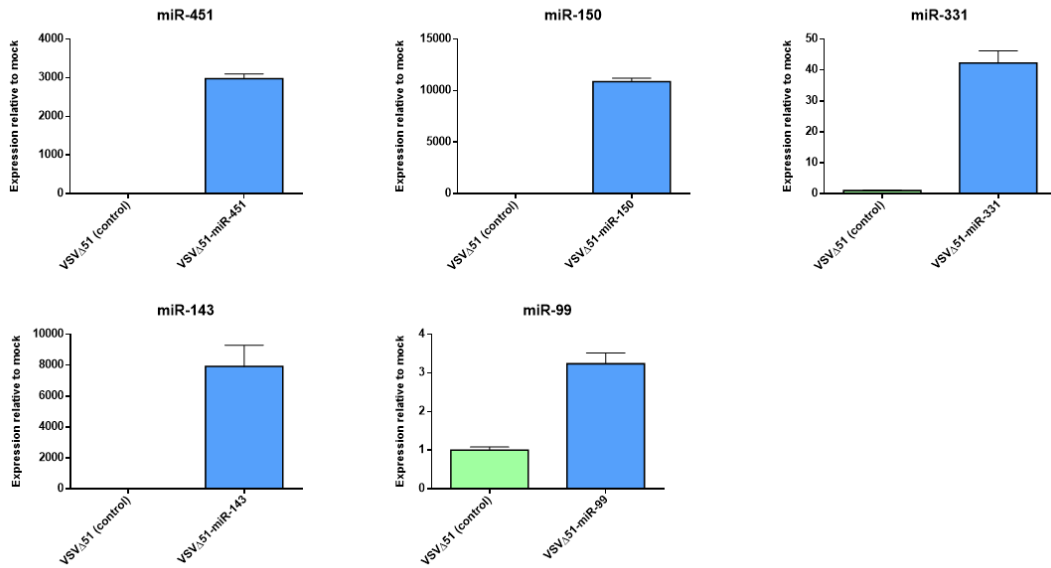 miR-451
Expression relative to mock
4000
3000
2000
1000
0
VSVΔ51 (control)
VSVΔ51-miR-451
miR-150
Expression relative to mock
15000
10000
5000
0
VSVΔ51 (control)
VSVΔ51-miR-150
miR-331
Expression relative to mock
50
40
30
20
10
0
VSVΔ51 (control)
VSVΔ51-miR-331
miR-143
Expression relative to mock
10000
8000
6000
4000
2000
0
VSVΔ51 (control)
VSVΔ51-miR-143
miR-99
Expression relative to mock
4
3
2
1
0
VSVΔ51 (control)
VSVΔ51-miR-99